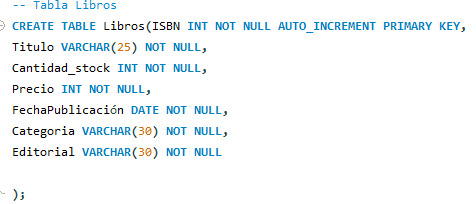 -- Tabla Libros
CREATE TABLE Libros(ISBN INT NOT NULL AUTO_INCREMENT PRIMARY KEY,
Titulo VARCHAR(25) NOT NULL,
Cantidad_stock INT NOT NULL,
Precio INT NOT NULL,
FechaPublicación DATE NOT NULL,
Categoria VARCHAR(30) NOT NULL,
Editorial VARCHAR(30) NOT NULL
);